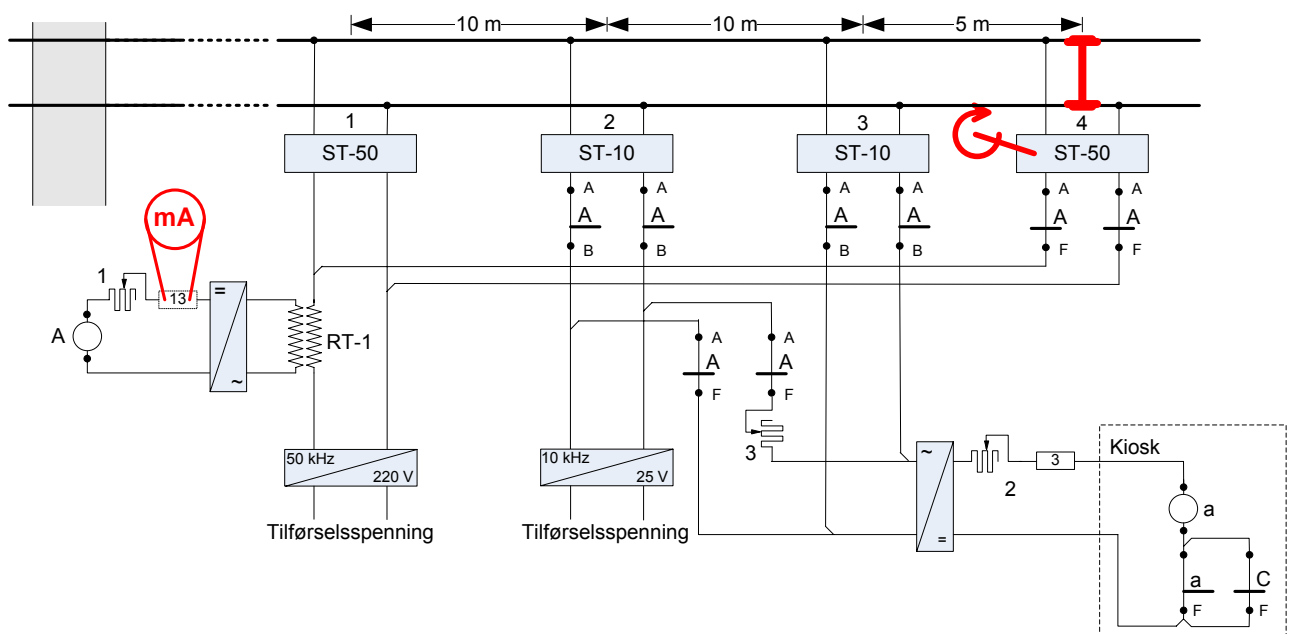 10 m 10 m 5 m
1 2 3 4
ST-50 ST-10 ST-10 ST-50
A A A A A A
A A A A A A
B B B B F F
mA
1
13
=
~
A
RT-1
A A
A A
F F
3
50 kHz
220 V
10 kHz
25 V
Tilførselsspenning Tilførselsspenning
~
=
2
3
Kiosk
a
a C
F F